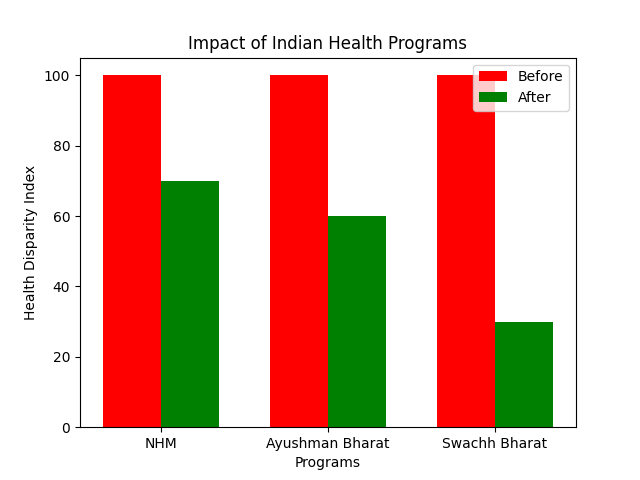 Impact of Indian Health Programs
Before
After
Health Disparity Index
100
80
60
40
20
0
NHM
Ayushman Bharat
Swachh Bharat
Programs